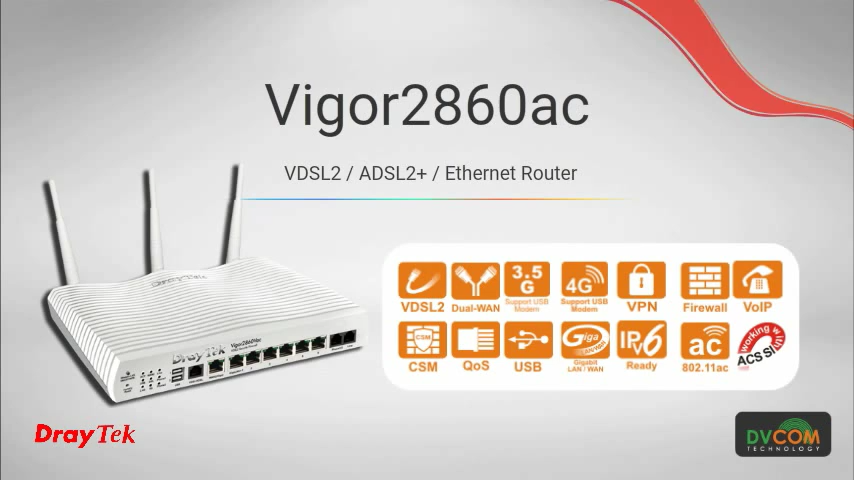 Vigor2860ac
VDSL2 / ADSL2+ / Ethernet Router
DrayTek
VDSL2
Dual-WAN
3.5G
Support USB Modem
4G
Support USB Modem
VPN
Firewall
VoIP
CSM
CSM
QoS
USB
Giga
Gigabit
LAN / WAN
IPv6
Ready
ac
802.11ac
working with
ACS SI
DrayTek
DVCOM
TECHNOLOGY